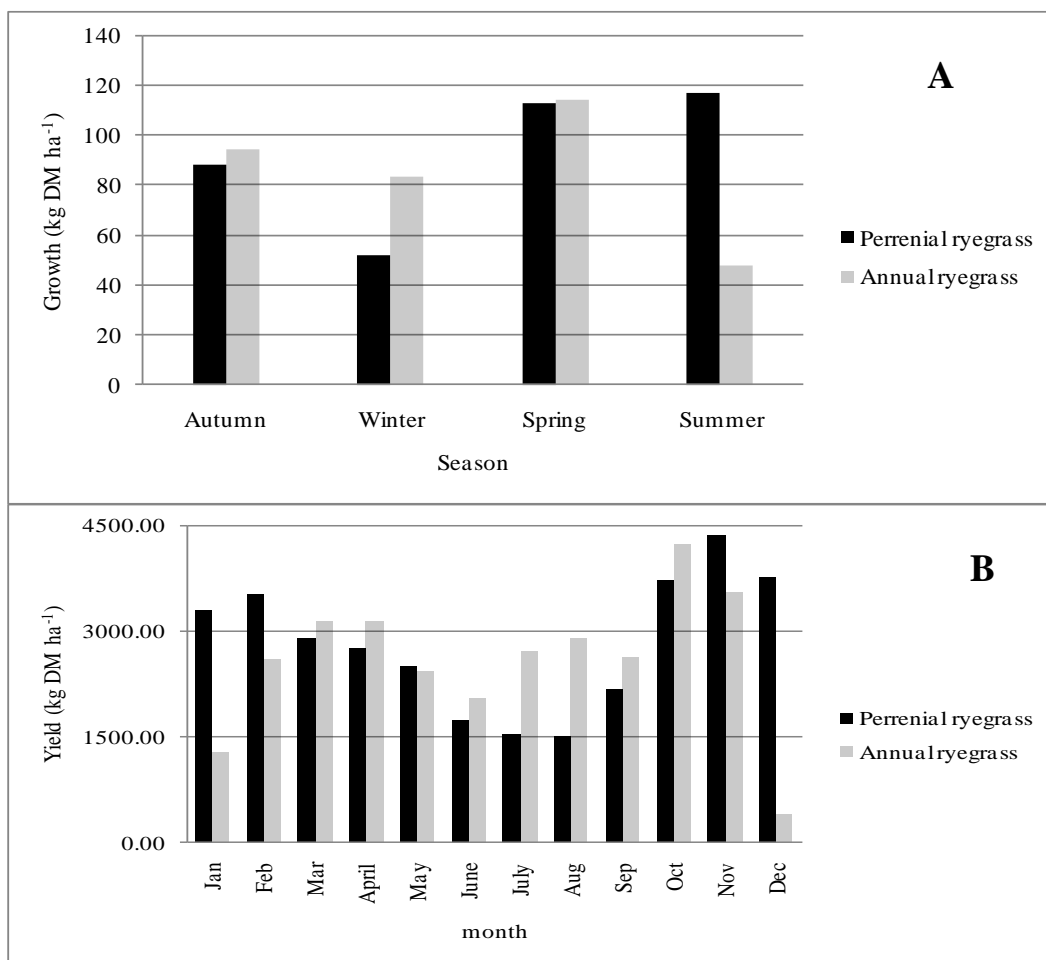 A
Growth (kg DM ha⁻¹)
140
120
100
80
60
40
20
0
Autumn Winter Spring Summer
Season
Perrenial ryegrass
Annual ryegrass
B
Yield (kg DM ha⁻¹)
4500.00
3000.00
1500.00
0.00
Jan Feb Mar April May June July Aug Sep Oct Nov Dec
month
Perrenial ryegrass
Annual ryegrass